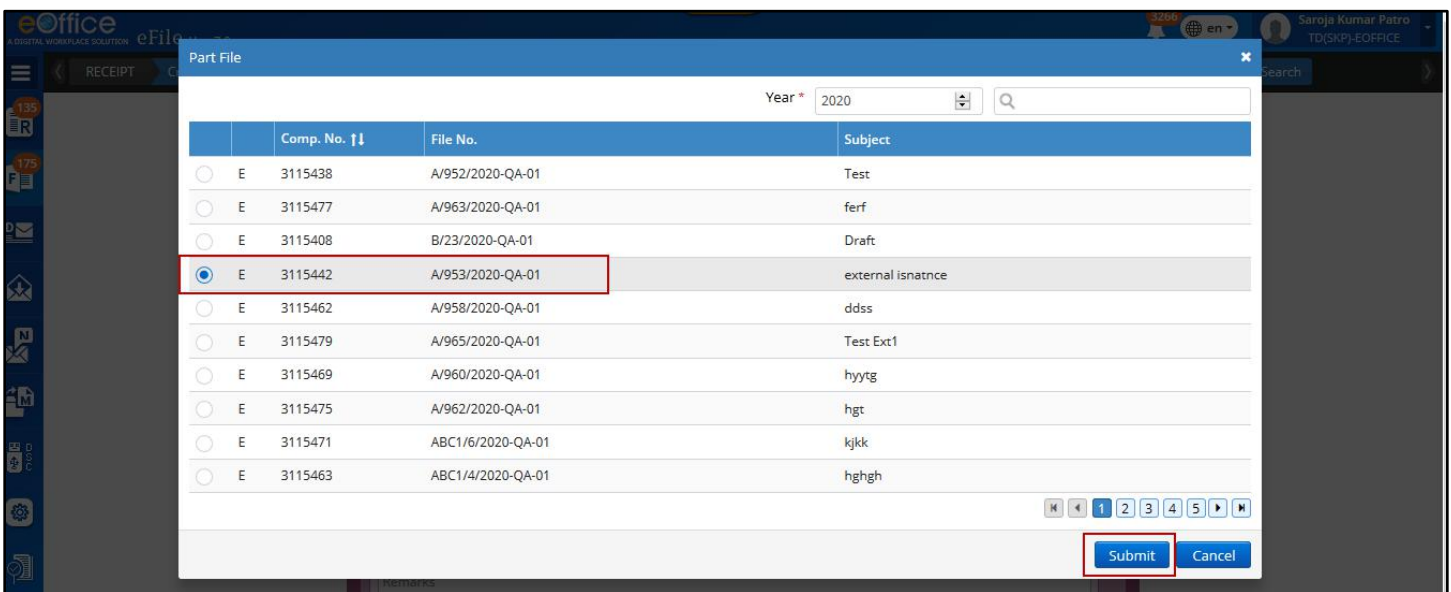 eOffice
A DIGITAL WORKPLACE SOLUTION eFile
3266
en
Saroja Kumar Patro
TD(SKP)-EOFFICE
RECEIPT
Search
Part File
Year * 2020
Comp. No. File No. Subject
E 3115438 A/952/2020-QA-01 Test
E 3115477 A/963/2020-QA-01 ferf
E 3115408 B/23/2020-QA-01 Draft
E 3115442 A/953/2020-QA-01 external isnatnce
E 3115462 A/958/2020-QA-01 ddss
E 3115479 A/965/2020-QA-01 Test Ext1
E 3115469 A/960/2020-QA-01 hyytg
E 3115475 A/962/2020-QA-01 hgt
E 3115471 ABC1/6/2020-QA-01 kjkk
E 3115463 ABC1/4/2020-QA-01 hghgh
1 2 3 4 5
Submit Cancel
Remarks
135
R
175
F
D
N
M
DSC